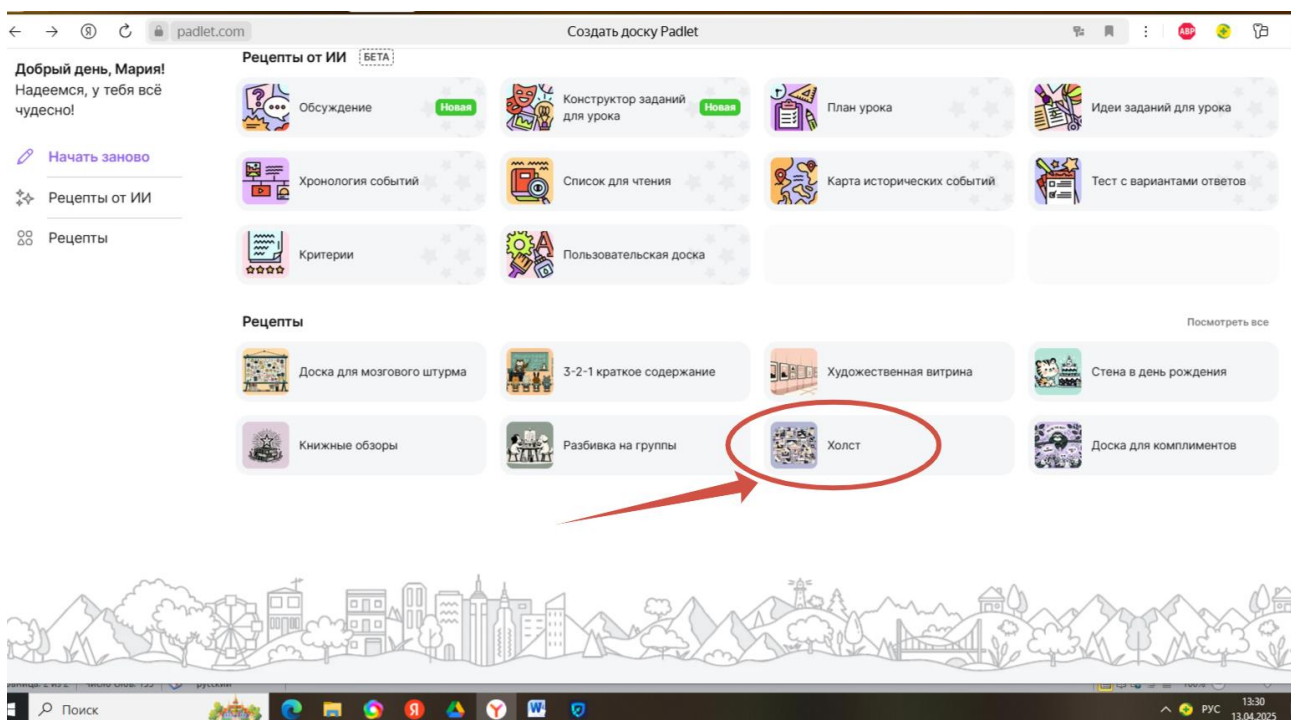 padlet.com
Создать доску Padlet
ABP
Добрый день, Мария!
Надеемся, у тебя всё
чудесно!
Начать заново
Рецепты от ИИ
Рецепты
Рецепты от ИИ БЕТА
Обсуждение Новая
Конструктор заданий
для урока Новая
План урока
Идеи заданий для урока
Хронология событий
Список для чтения
Карта исторических событий
Тест с вариантами ответов
Критерии
Пользовательская доска
Рецепты Посмотреть все
Доска для мозгового штурма
3-2-1 краткое содержание
Художественная витрина
Стена в день рождения
Книжные обзоры
Разбивка на группы
Холст
Доска для комплиментов
Поиск
РУС
13:30
13.04.2025